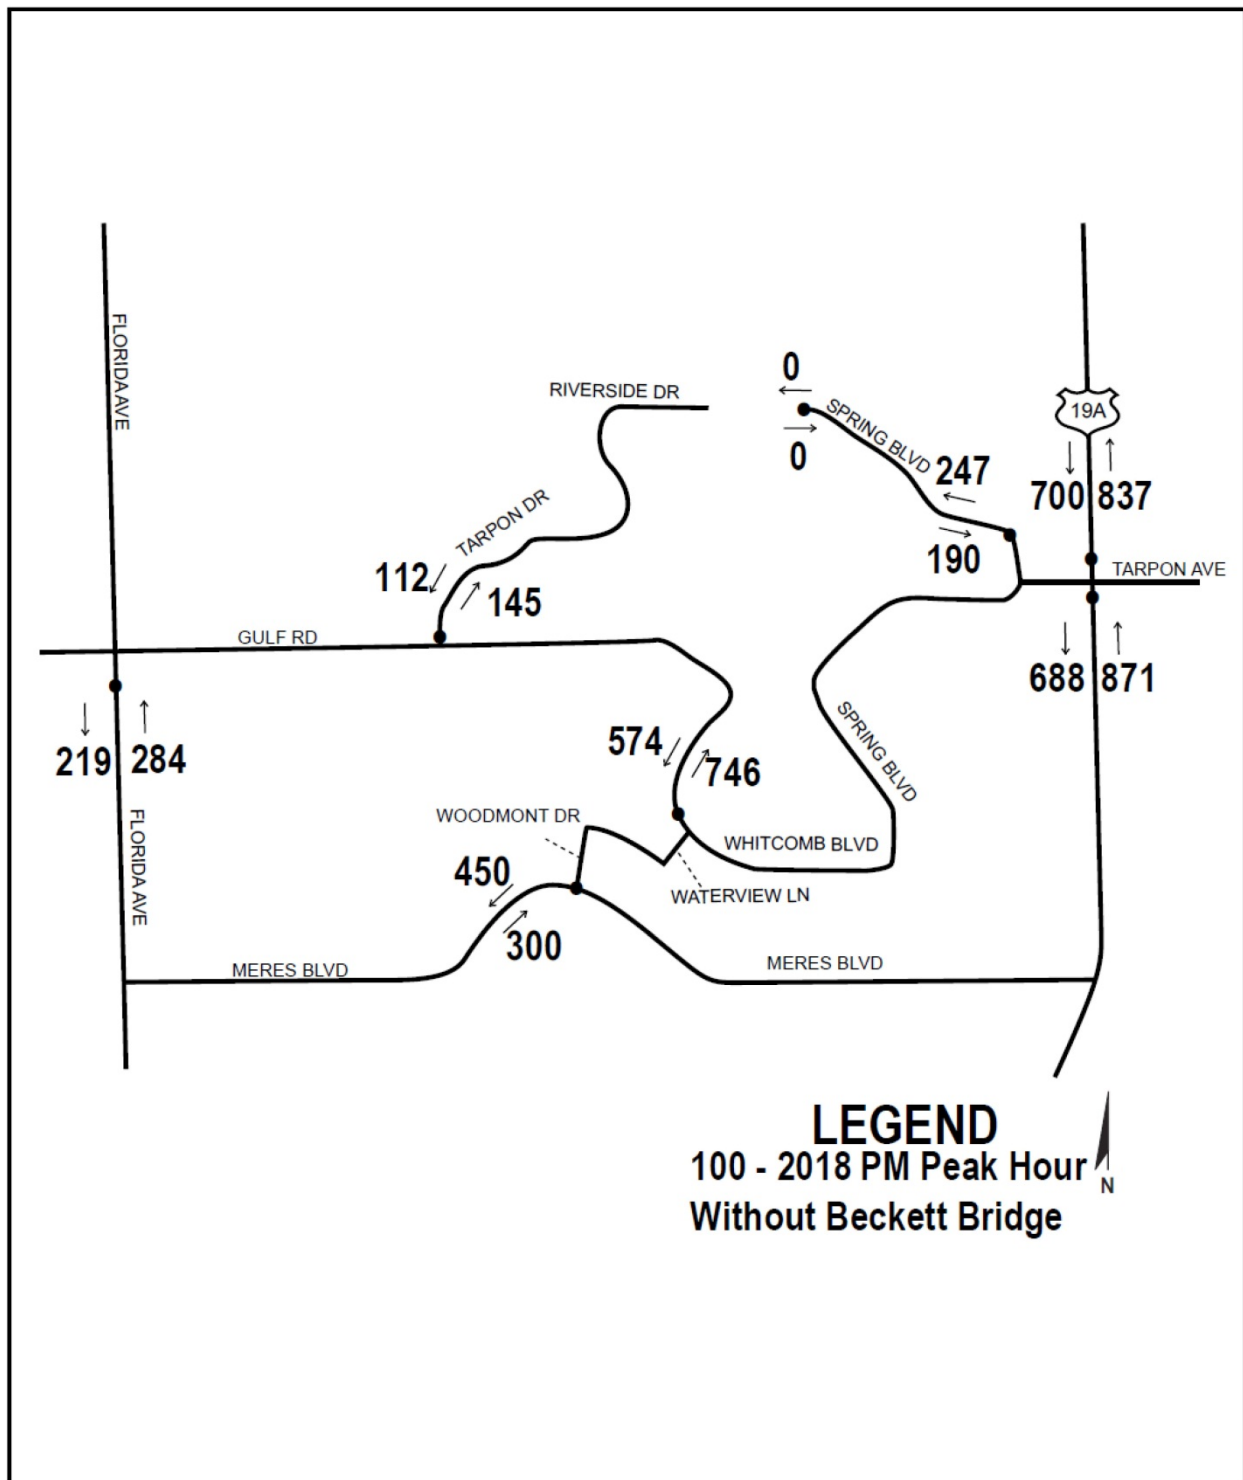 FLORIDA AVE
RIVERSIDE DR
0
0
SPRING BLVD
19A
247
190
700
837
TARPON DR
112
145
TARPON AVE
GULF RD
688
871
219
284
574
746
SPRING BLVD
WOODMONT DR
WHITCOMB BLVD
FLORIDA AVE
450
300
WATERVIEW LN
MERES BLVD
MERES BLVD
LEGEND
100 - 2018 PM Peak Hour
Without Beckett Bridge
N